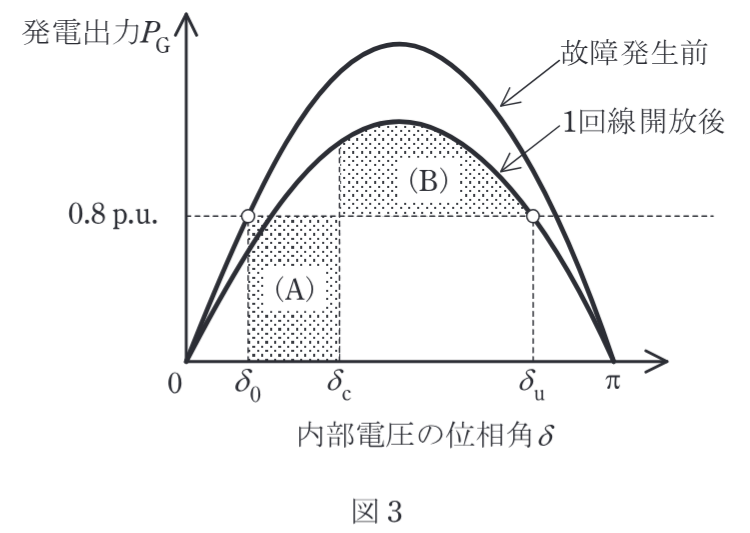 発電出力P_G
故障発生前
1回線開放後
(B)
0.8 p.u.
(A)
0 δ_0 δ_c δ_u π
内部電圧の位相角δ
図 3